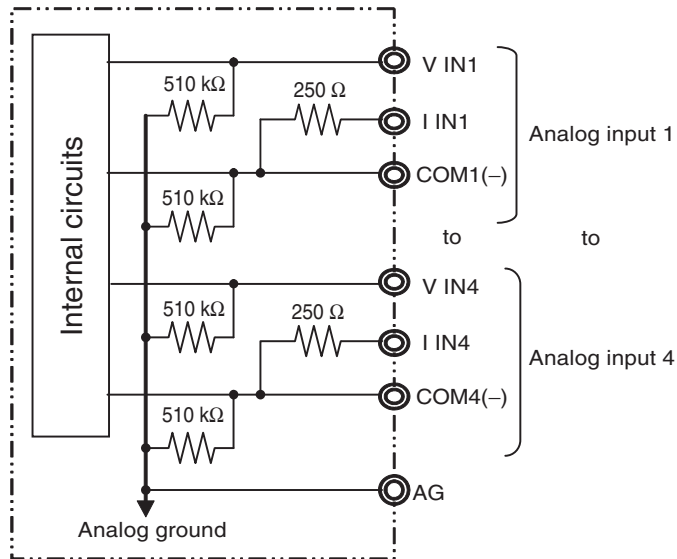 V IN1
510 kΩ
250 Ω
I IN1
Analog input 1
COM1(−)
510 kΩ
Internal circuits
to
to
V IN4
510 kΩ
250 Ω
I IN4
Analog input 4
COM4(−)
510 kΩ
AG
Analog ground